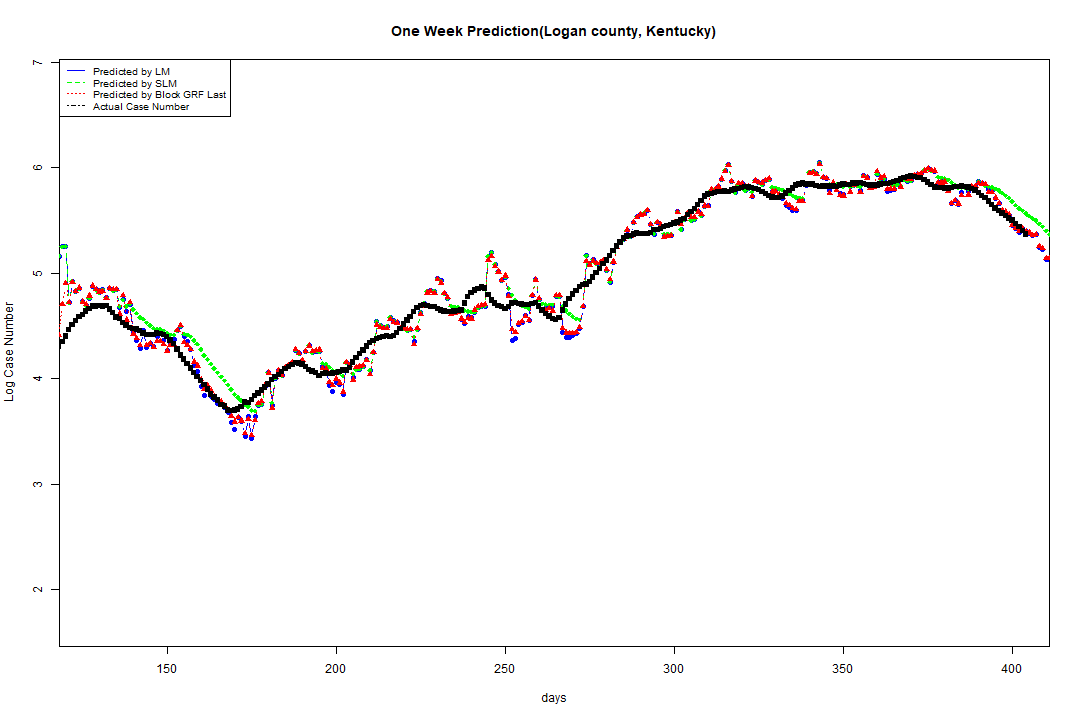 One Week Prediction(Logan county, Kentucky)
Predicted by LM
Predicted by SLM
Predicted by Block GRF Last
Actual Case Number
7
6
5
4
3
2
Log Case Number
150 200 250 300 350 400
days